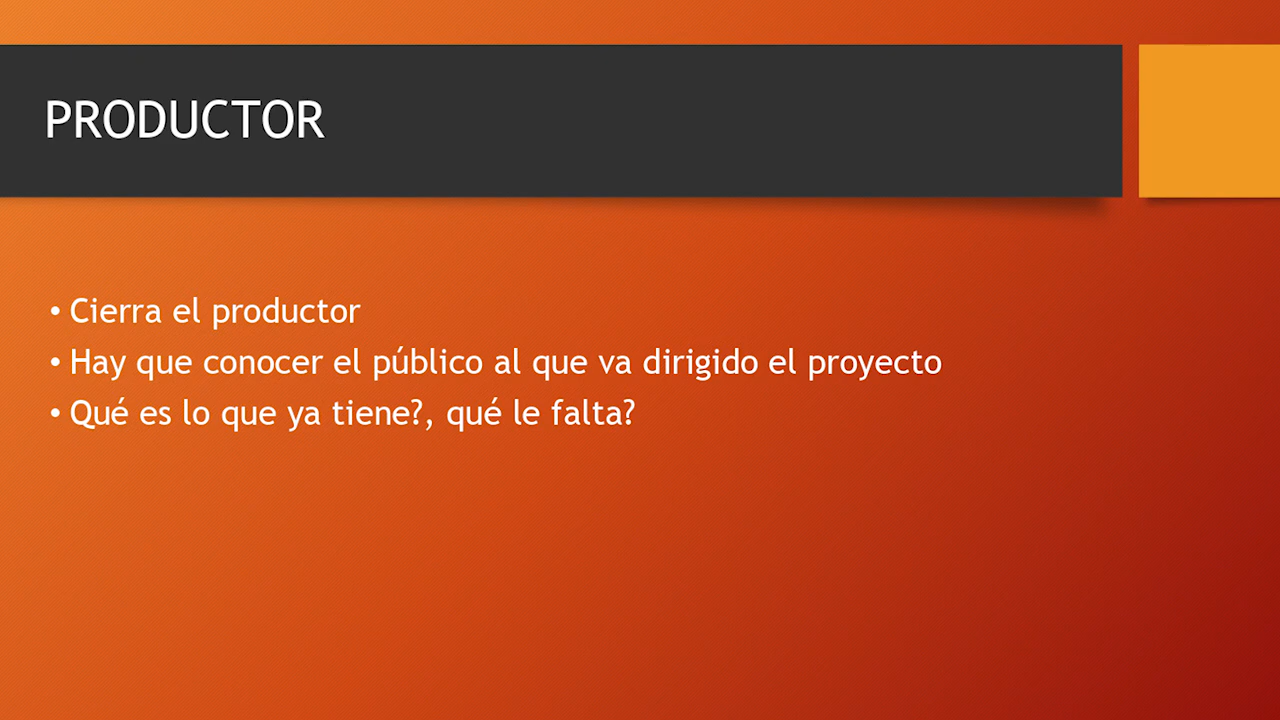 PRODUCTOR
• Cierra el productor
• Hay que conocer el público al que va dirigido el proyecto
• Qué es lo que ya tiene?, qué le falta?